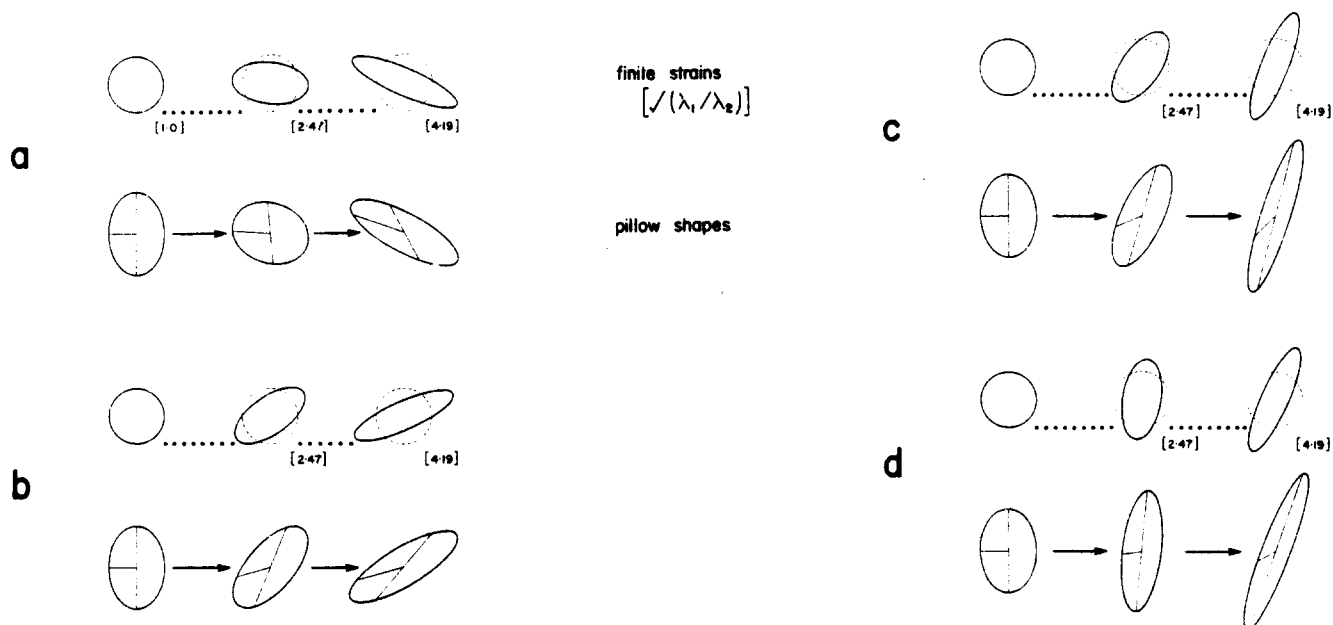 finite strains
[√(λ₁/λ₂)]
[1·0] [2·47] [4·19]
a
pillow shapes
[2·47] [4·19]
b
[2·47] [4·19]
c
[2·47] [4·19]
d